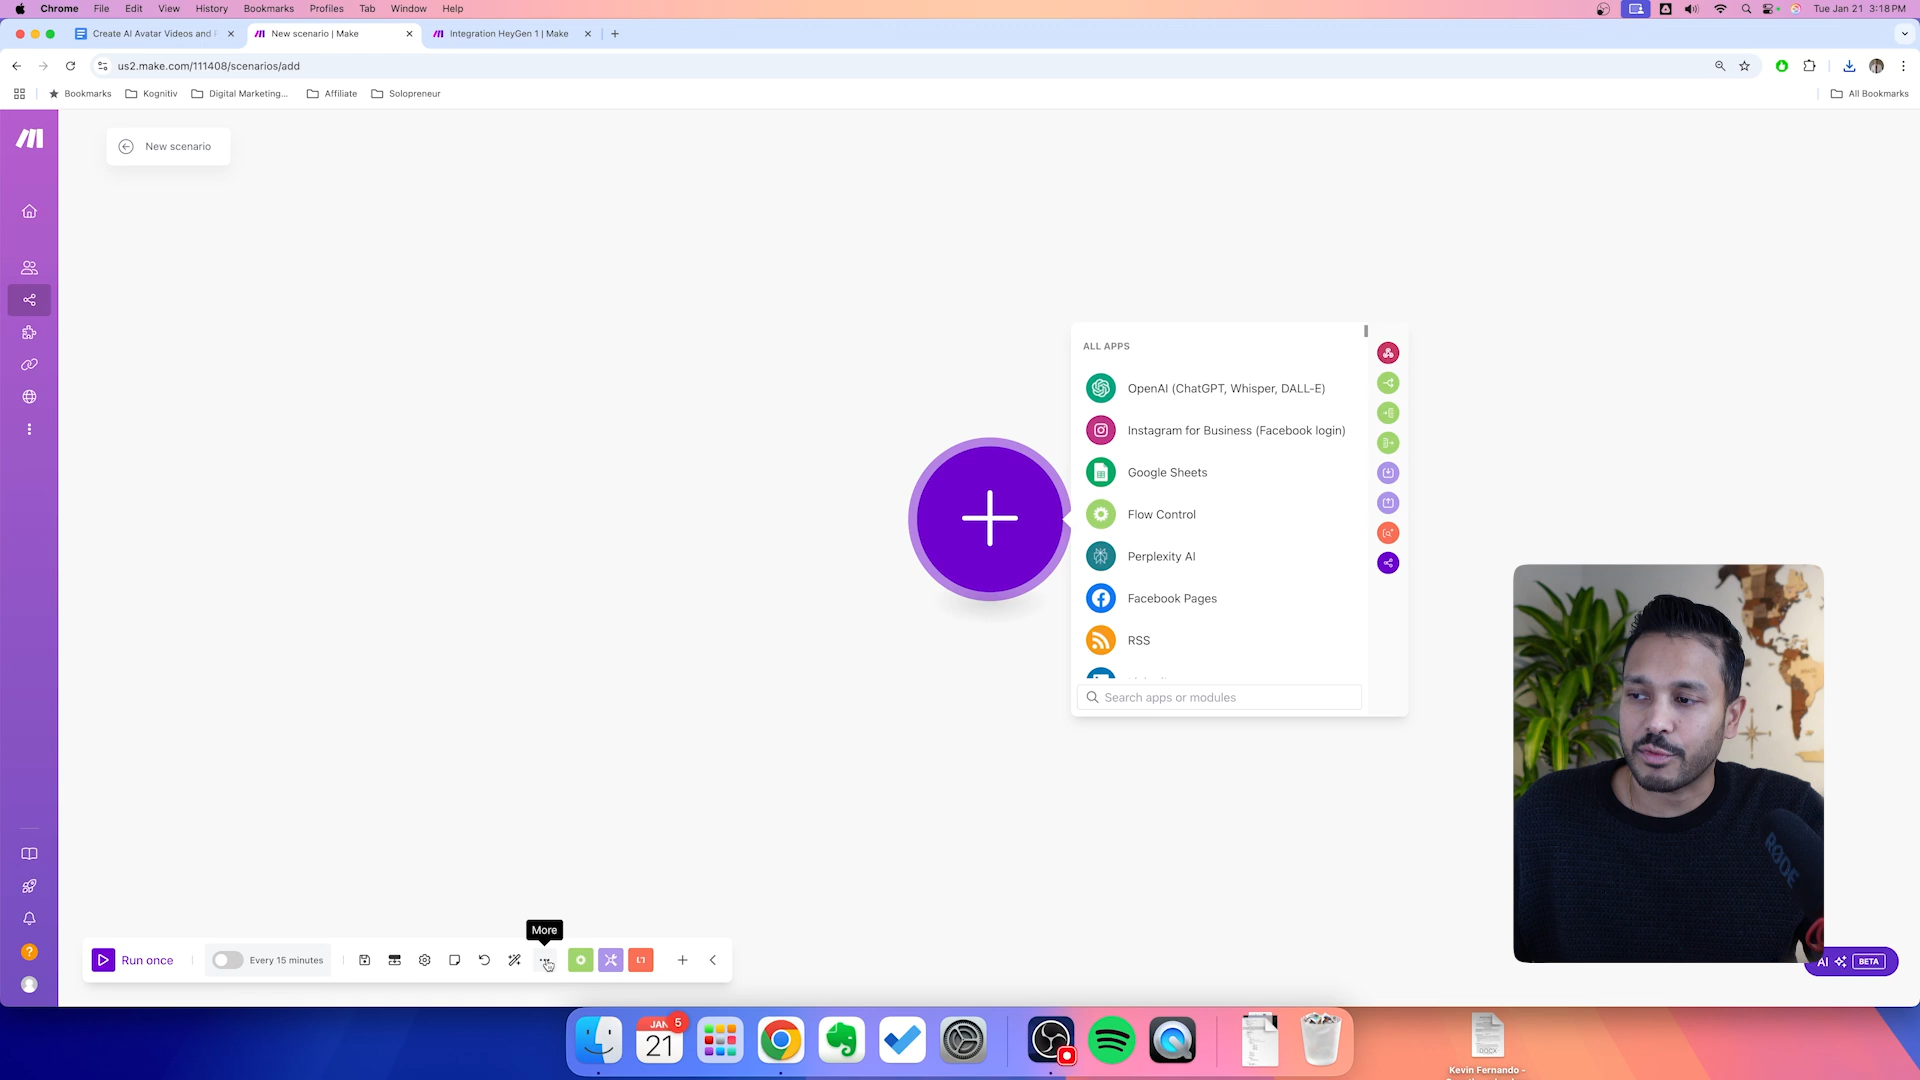 Chrome File Edit View History Bookmarks Profiles Tab Window Help
Tue Jan 21 3:18 PM
Create AI Avatar Videos and
New scenario | Make
Integration HeyGen 1 | Make
us2.make.com/111408/scenarios/add
Bookmarks
Kognitiv
Digital Marketing...
Affiliate
Solopreneur
All Bookmarks
New scenario
ALL APPS
OpenAI (ChatGPT, Whisper, DALL-E)
Instagram for Business (Facebook login)
Google Sheets
Flow Control
Perplexity AI
Facebook Pages
RSS
Search apps or modules
RØDE
More
Run once
Every 15 minutes
AI
BETA
JAN
5
21
DOCX
Kevin Fernando -